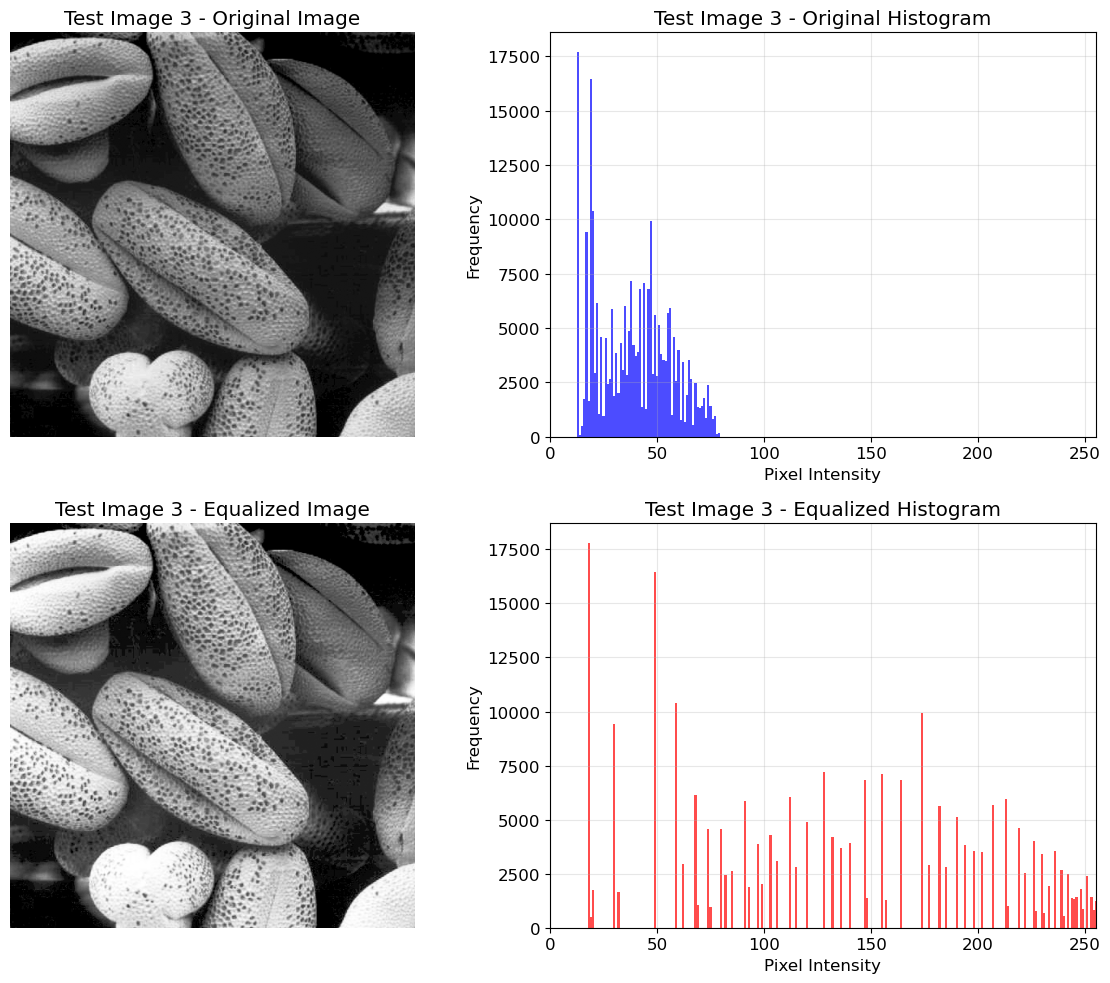 Test Image 3 - Original Image
Test Image 3 - Original Histogram
17500
15000
12500
10000
7500
5000
2500
0
Frequency
0 50 100 150 200 250
Pixel Intensity
Test Image 3 - Equalized Image
Test Image 3 - Equalized Histogram
17500
15000
12500
10000
7500
5000
2500
0
Frequency
0 50 100 150 200 250
Pixel Intensity